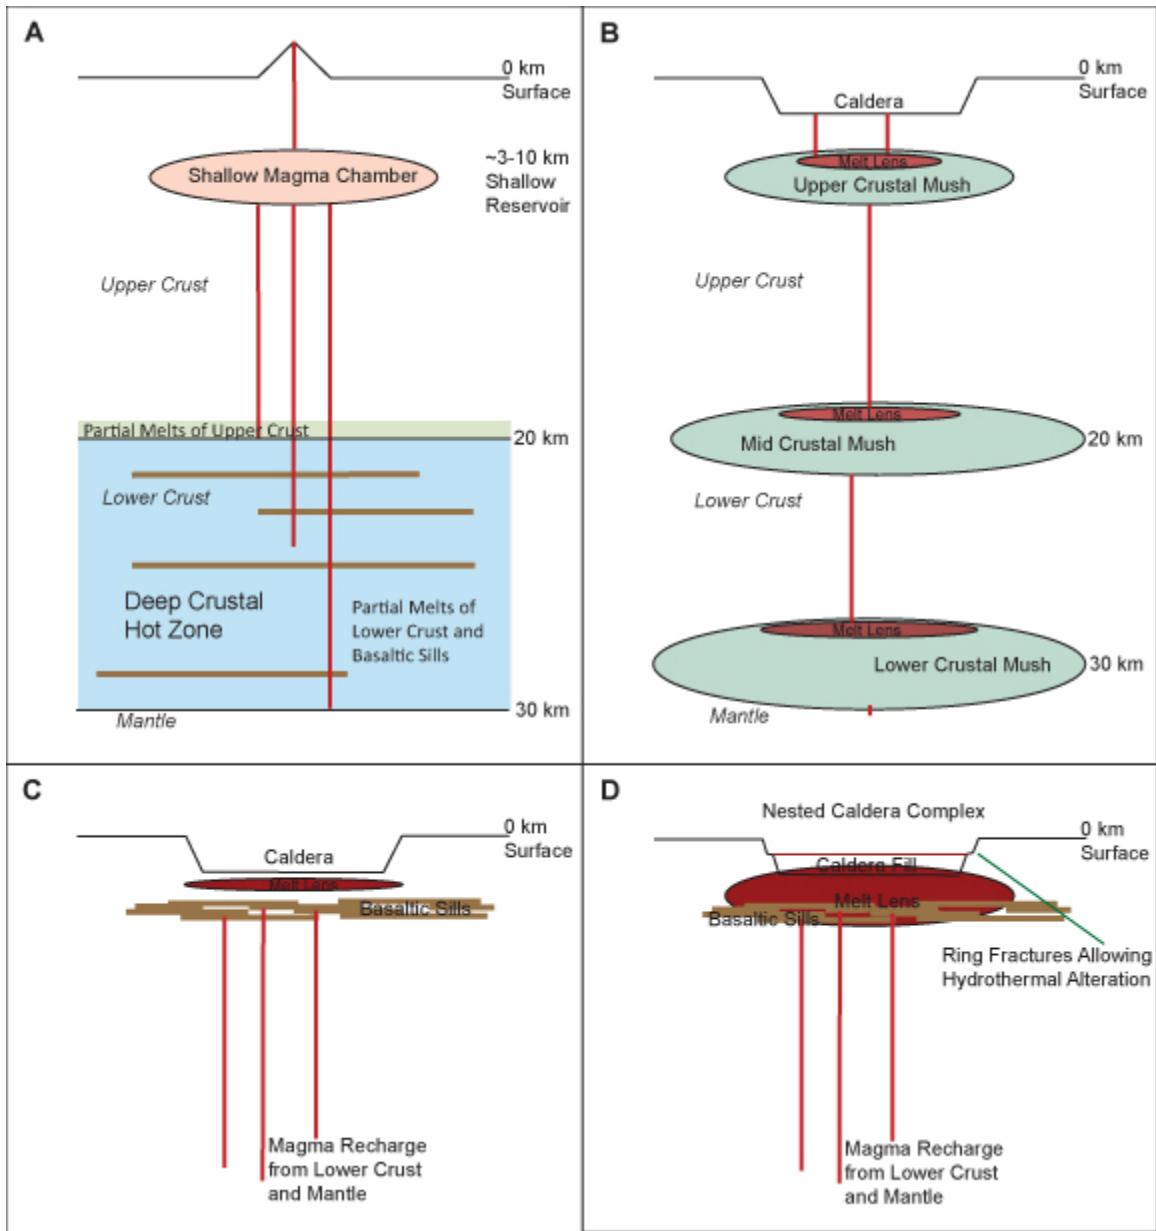 A
0 km
Surface
Shallow Magma Chamber
~3-10 km
Shallow
Reservoir
Upper Crust
Partial Melts of Upper Crust
20 km
Lower Crust
Deep Crustal
Hot Zone
Partial Melts of
Lower Crust and
Basaltic Sills
Mantle
30 km
B
0 km
Surface
Caldera
Melt Lens
Upper Crustal Mush
Upper Crust
Melt Lens
Mid Crustal Mush
20 km
Lower Crust
Melt Lens
Lower Crustal Mush
30 km
Mantle
C
0 km
Surface
Caldera
Melt Lens
Basaltic Sills
Magma Recharge
from Lower Crust
and Mantle
D
Nested Caldera Complex
0 km
Surface
Caldera Fill
Melt Lens
Basaltic Sills
Ring Fractures Allowing
Hydrothermal Alteration
Magma Recharge
from Lower Crust
and Mantle